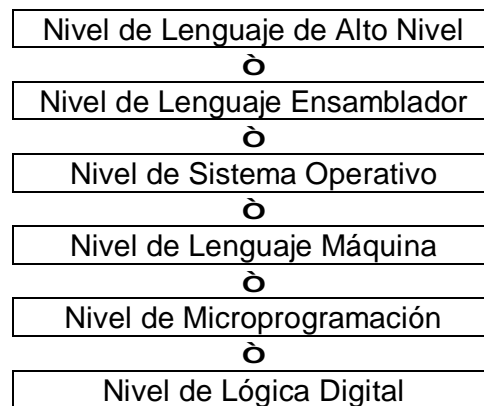 Nivel de Lenguaje de Alto Nivel
Ò
Nivel de Lenguaje Ensamblador
Ò
Nivel de Sistema Operativo
Ò
Nivel de Lenguaje Máquina
Ò
Nivel de Microprogramación
Ò
Nivel de Lógica Digital